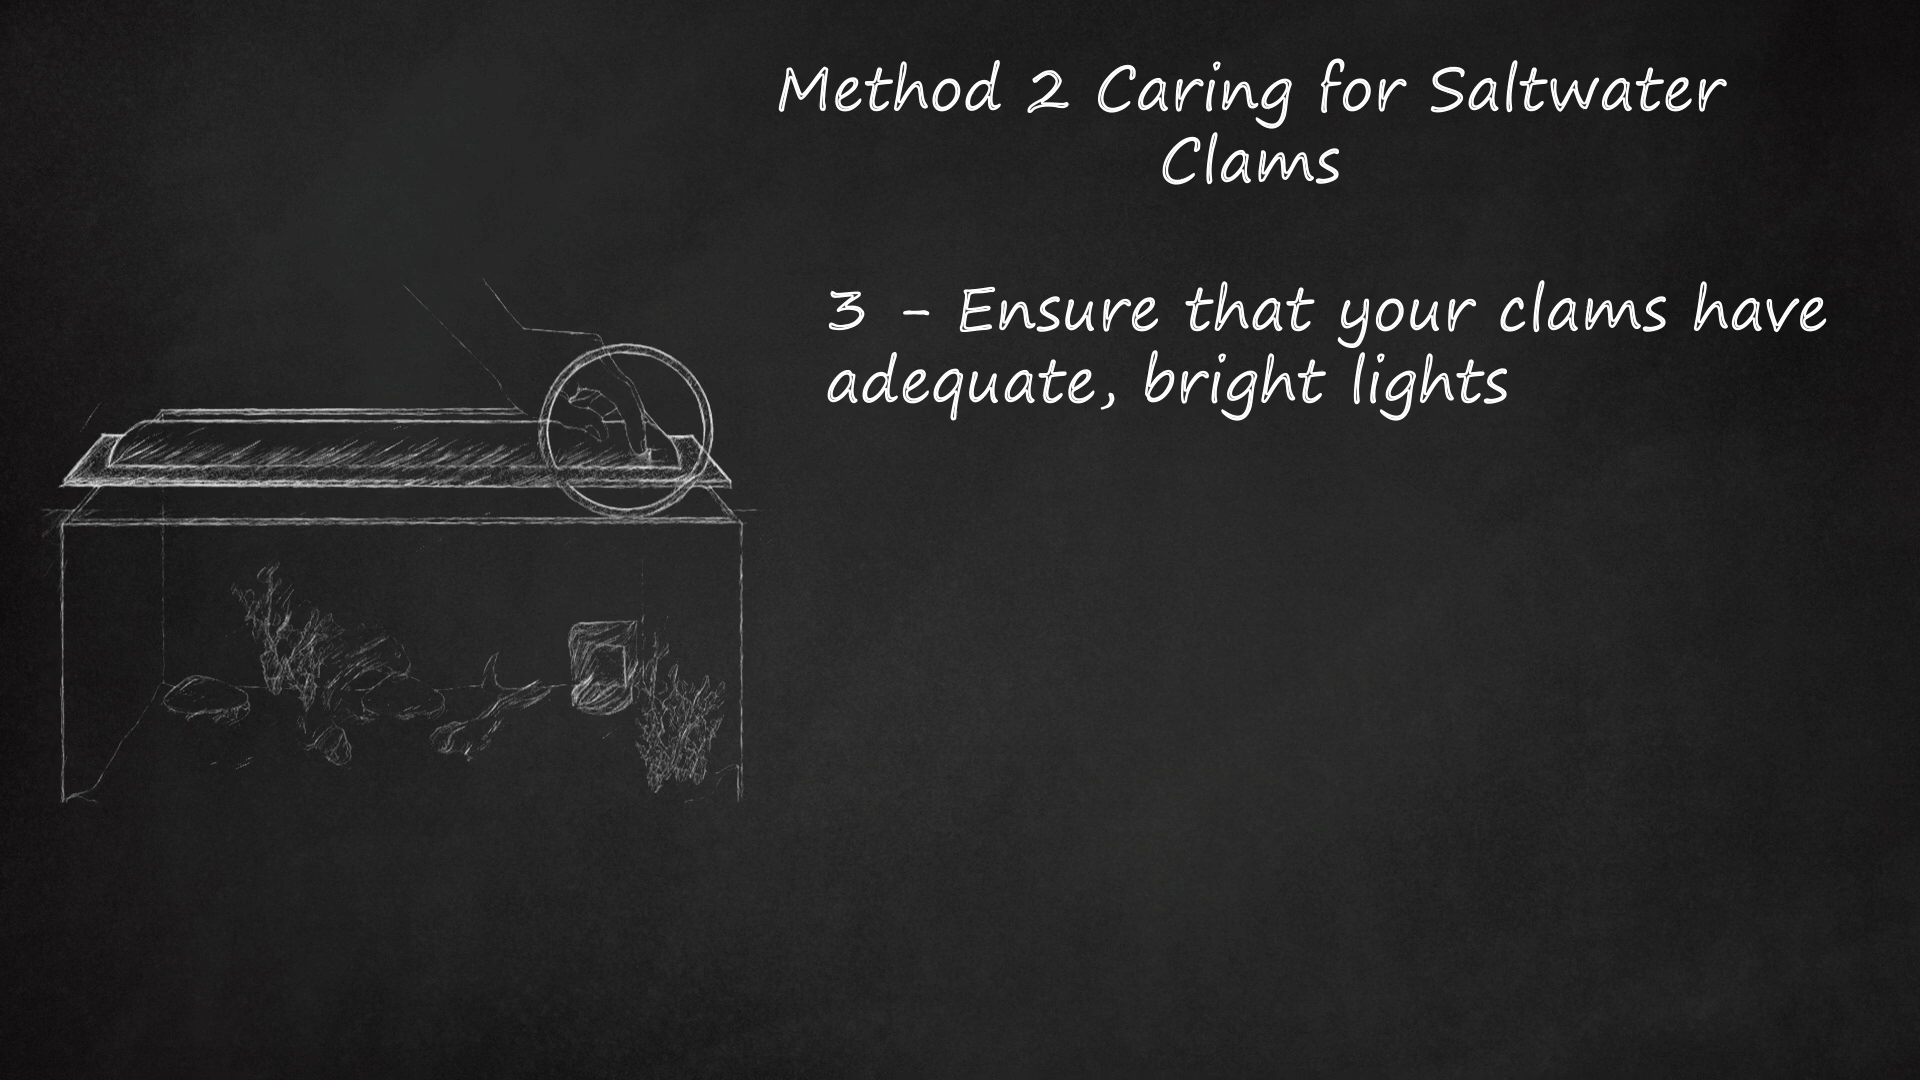 Method 2 Caring for Saltwater
Clams
3 - Ensure that your clams have
adequate, bright lights